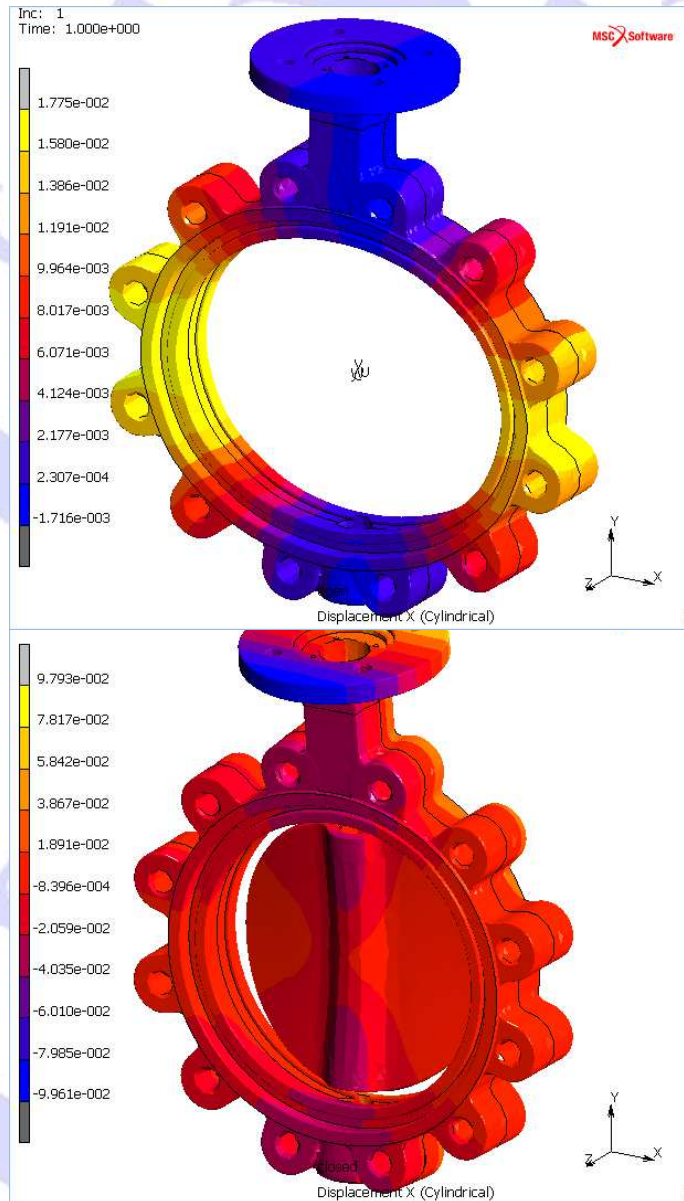 Inc: 1
Time: 1.000e+000
MSC Software
1.775e-002
1.580e-002
1.386e-002
1.191e-002
9.964e-003
8.017e-003
6.071e-003
4.124e-003
2.177e-003
2.307e-004
-1.716e-003
Y
X
Z
Displacement X (Cylindrical)
9.793e-002
7.817e-002
5.842e-002
3.867e-002
1.891e-002
-8.396e-004
-2.059e-002
-4.035e-002
-6.010e-002
-7.985e-002
-9.961e-002
closed
Y
X
Z
Displacement X (Cylindrical)